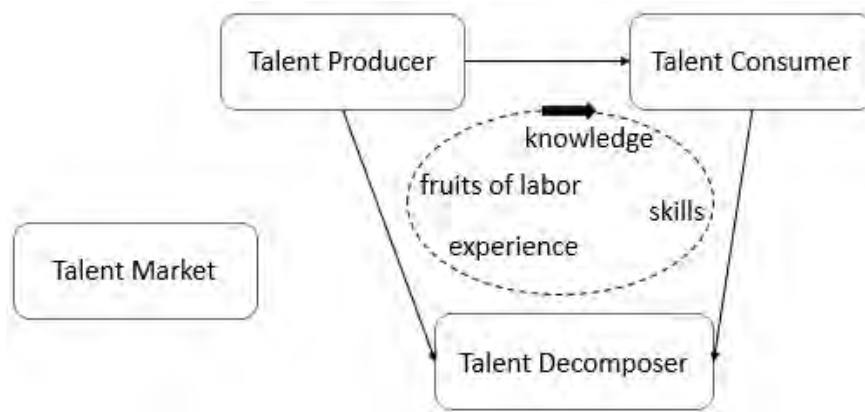 Talent Producer
Talent Consumer
knowledge
fruits of labor
skills
experience
Talent Market
Talent Decomposer